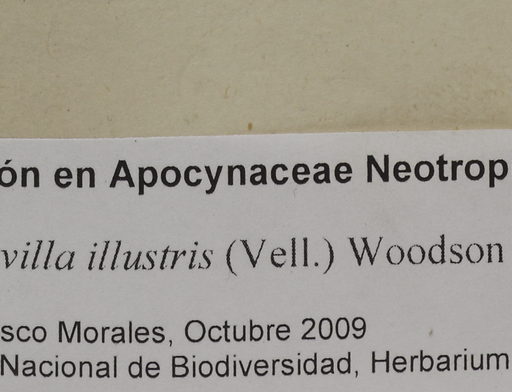 ón en Apocynaceae Neotrop
villa illustris (Vell.) Woodson
sco Morales, Octubre 2009
Nacional de Biodiversidad, Herbarium